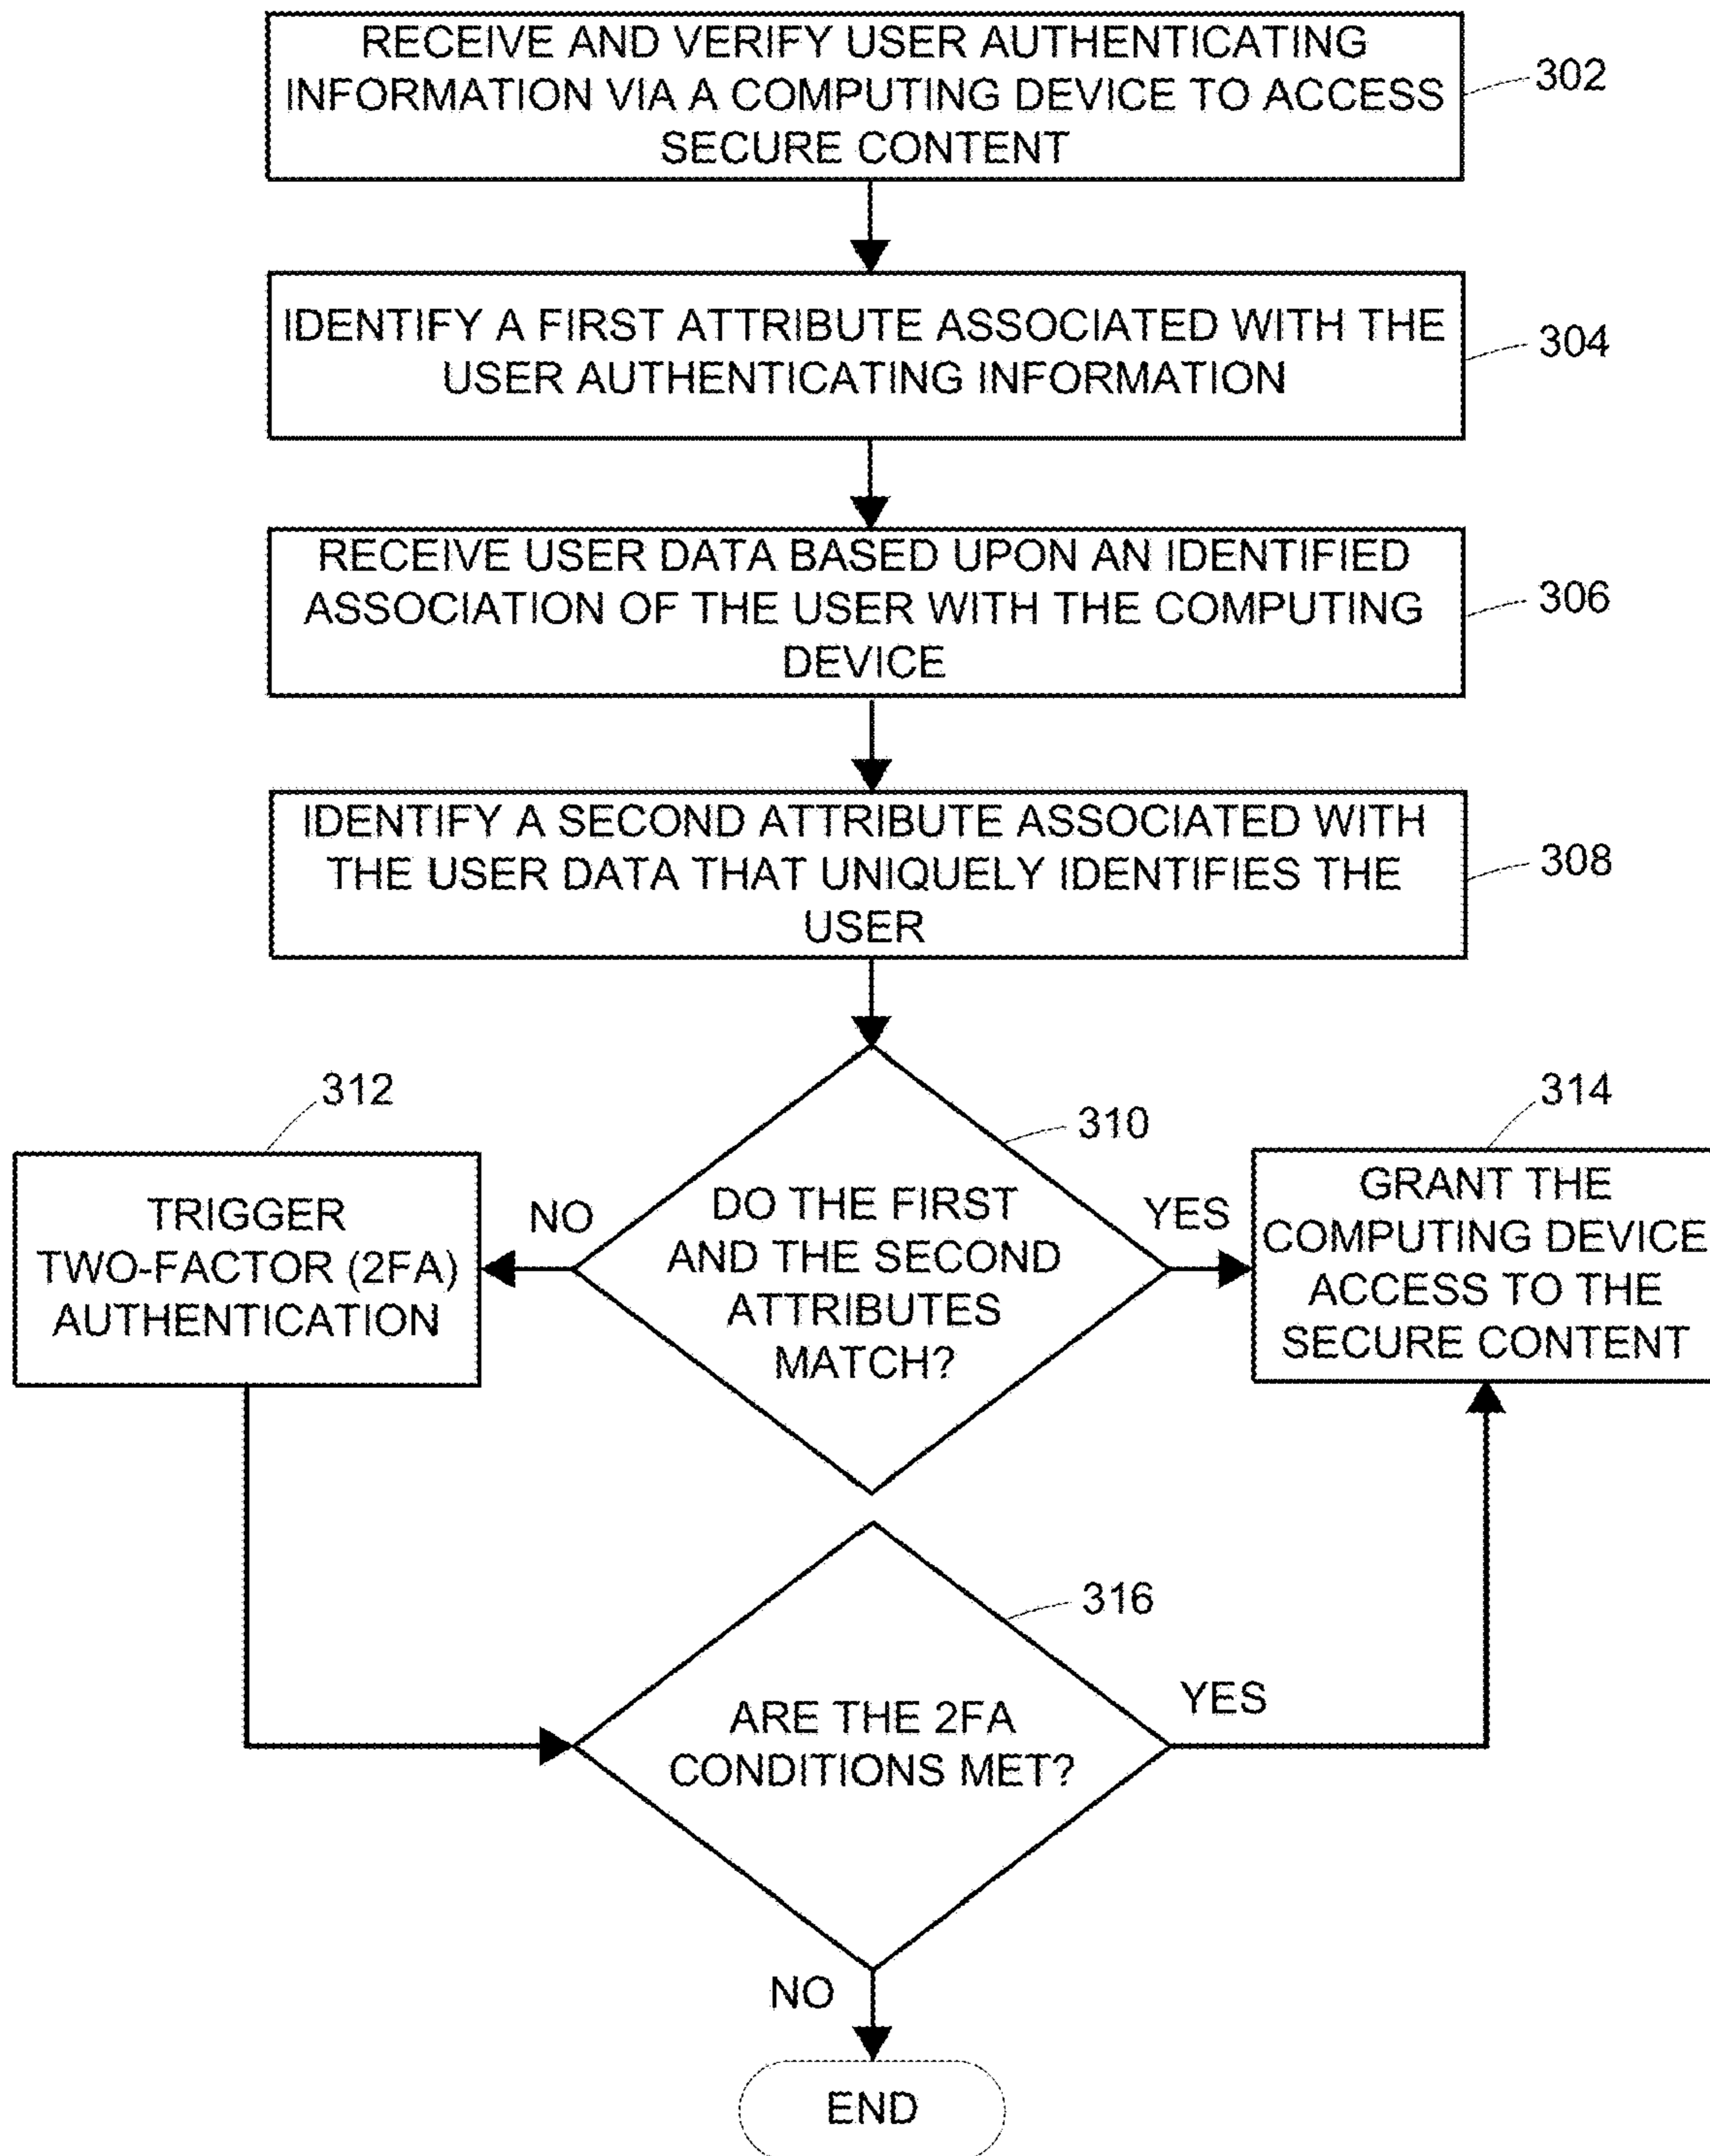 RECEIVE AND VERIFY USER AUTHENTICATING
INFORMATION VIA A COMPUTING DEVICE TO ACCESS
SECURE CONTENT
302
IDENTIFY A FIRST ATTRIBUTE ASSOCIATED WITH THE
USER AUTHENTICATING INFORMATION
304
RECEIVE USER DATA BASED UPON AN IDENTIFIED
ASSOCIATION OF THE USER WITH THE COMPUTING
DEVICE
306
IDENTIFY A SECOND ATTRIBUTE ASSOCIATED WITH
THE USER DATA THAT UNIQUELY IDENTIFIES THE
USER
308
312
TRIGGER
TWO-FACTOR (2FA)
AUTHENTICATION
NO
310
DO THE FIRST
AND THE SECOND
ATTRIBUTES
MATCH?
YES
314
GRANT THE
COMPUTING DEVICE
ACCESS TO THE
SECURE CONTENT
316
ARE THE 2FA
CONDITIONS MET?
YES
NO
END